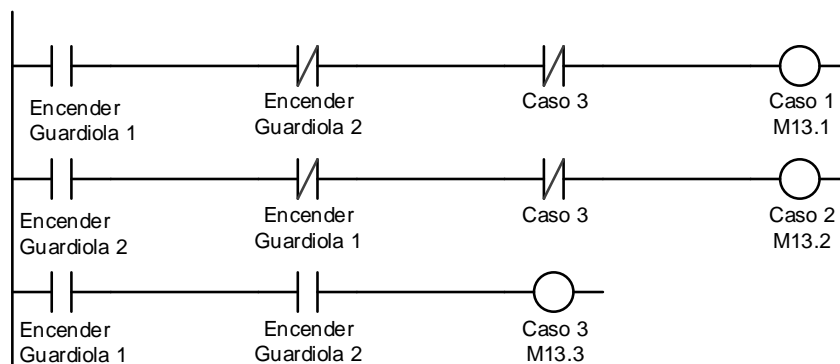 Encender
Guardiola 1
Encender
Guardiola 2
Caso 3
Caso 1
M13.1
Encender
Guardiola 2
Encender
Guardiola 1
Caso 3
Caso 2
M13.2
Encender
Guardiola 1
Encender
Guardiola 2
Caso 3
M13.3